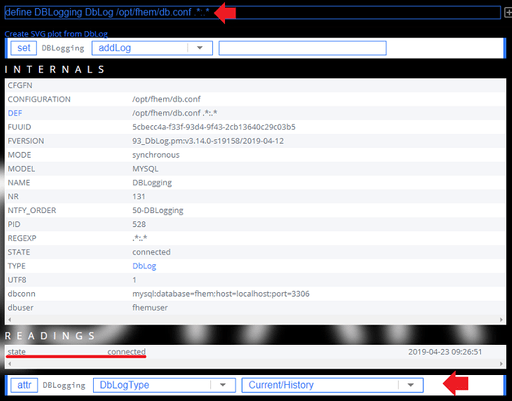 define DBLogging DbLog /opt/fhem/db.conf .*:.*
Create SVG plot from DbLog
set DBLogging addLog
INTERNALS
CFGFN
CONFIGURATION /opt/fhem/db.conf
DEF /opt/fhem/db.conf .*:.*
FUUID 5cbecc4a-f33f-93d4-9f43-2cb13640c29c03b5
FVERSION 93_DbLog.pm:v3.14.0-s19158/2019-04-12
MODE synchronous
MODEL MYSQL
NAME DBLogging
NR 131
NTFY_ORDER 50-DBLogging
PID 528
REGEXP .*:.*
STATE connected
TYPE DbLog
UTF8 1
dbconn mysql:database=fhem;host=localhost;port=3306
dbuser fhemuser
READINGS
state connected 2019-04-23 09:26:51
attr DBLogging DbLogType Current/History